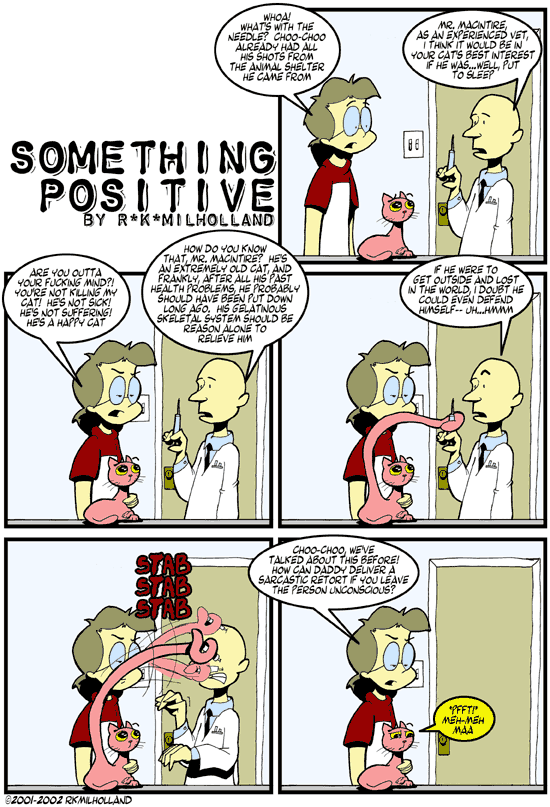 WHOA!
WHAT'S WITH THE
NEEDLE? CHOO-CHOO
ALREADY HAD ALL
HIS SHOTS FROM
THE ANIMAL SHELTER
HE CAME FROM
MR. MACINTIRE,
AS AN EXPERIENCED VET,
I THINK IT WOULD BE IN
YOUR CAT'S BEST INTEREST
IF HE WAS...WELL, PUT
TO SLEEP
SOMETHING
POSITIVE
BY R*K*MILHOLLAND
ARE YOU OUTTA
YOUR FUCKING MIND?!
YOU'RE NOT KILLING MY
CAT! HE'S NOT SICK!
HE'S NOT SUFFERING!
HE'S A HAPPY CAT
HOW DO YOU KNOW
THAT, MR. MACINTIRE? HE'S
AN EXTREMELY OLD CAT, AND
FRANKLY, AFTER ALL HIS PAST
HEALTH PROBLEMS, HE PROBABLY
SHOULD HAVE BEEN PUT DOWN
LONG AGO. HIS GELATINOUS
SKELETAL SYSTEM SHOULD BE
REASON ALONE TO
RELIEVE HIM
IF HE WERE TO
GET OUTSIDE AND LOST
IN THE WORLD, I DOUBT HE
COULD EVEN DEFEND
HIMSELF-- UH...HMMM
STAB
STAB
STAB
CHOO-CHOO, WE'VE
TALKED ABOUT THIS BEFORE!
HOW CAN DADDY DELIVER A
SARCASTIC RETORT IF YOU LEAVE
THE PERSON UNCONSCIOUS?
*PFFT!*
MEH-MEH
MAA
©2001-2002 RKMILHOLLAND